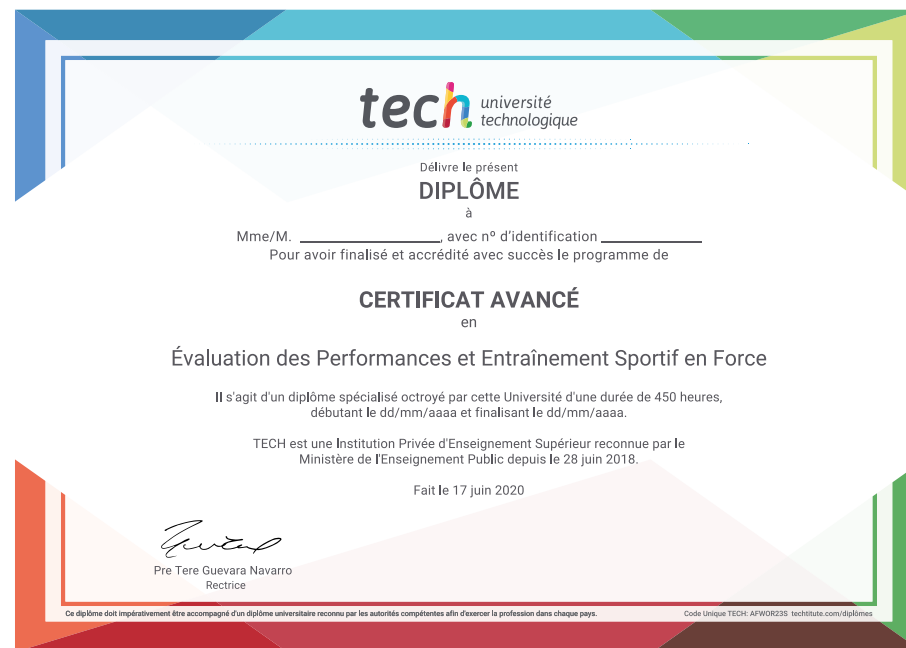 tech université
technologique
Délivre le présent
DIPLÔME
à
Mme/M. ____________________, avec nº d'identification ______________
Pour avoir finalisé et accrédité avec succès le programme de
CERTIFICAT AVANCÉ
en
Évaluation des Performances et Entraînement Sportif en Force
Il s'agit d'un diplôme spécialisé octroyé par cette Université d'une durée de 450 heures,
débutant le dd/mm/aaaa et finalisant le dd/mm/aaaa.
TECH est une Institution Privée d'Enseignement Supérieur reconnue par le
Ministère de l'Enseignement Public depuis le 28 juin 2018.
Fait le 17 juin 2020
Pre Tere Guevara Navarro
Rectrice
Ce diplôme doit impérativement être accompagné d'un diplôme universitaire reconnu par les autorités compétentes afin d'exercer la profession dans chaque pays.
Code Unique TECH: AFWOR23S techtitute.com/diplômes